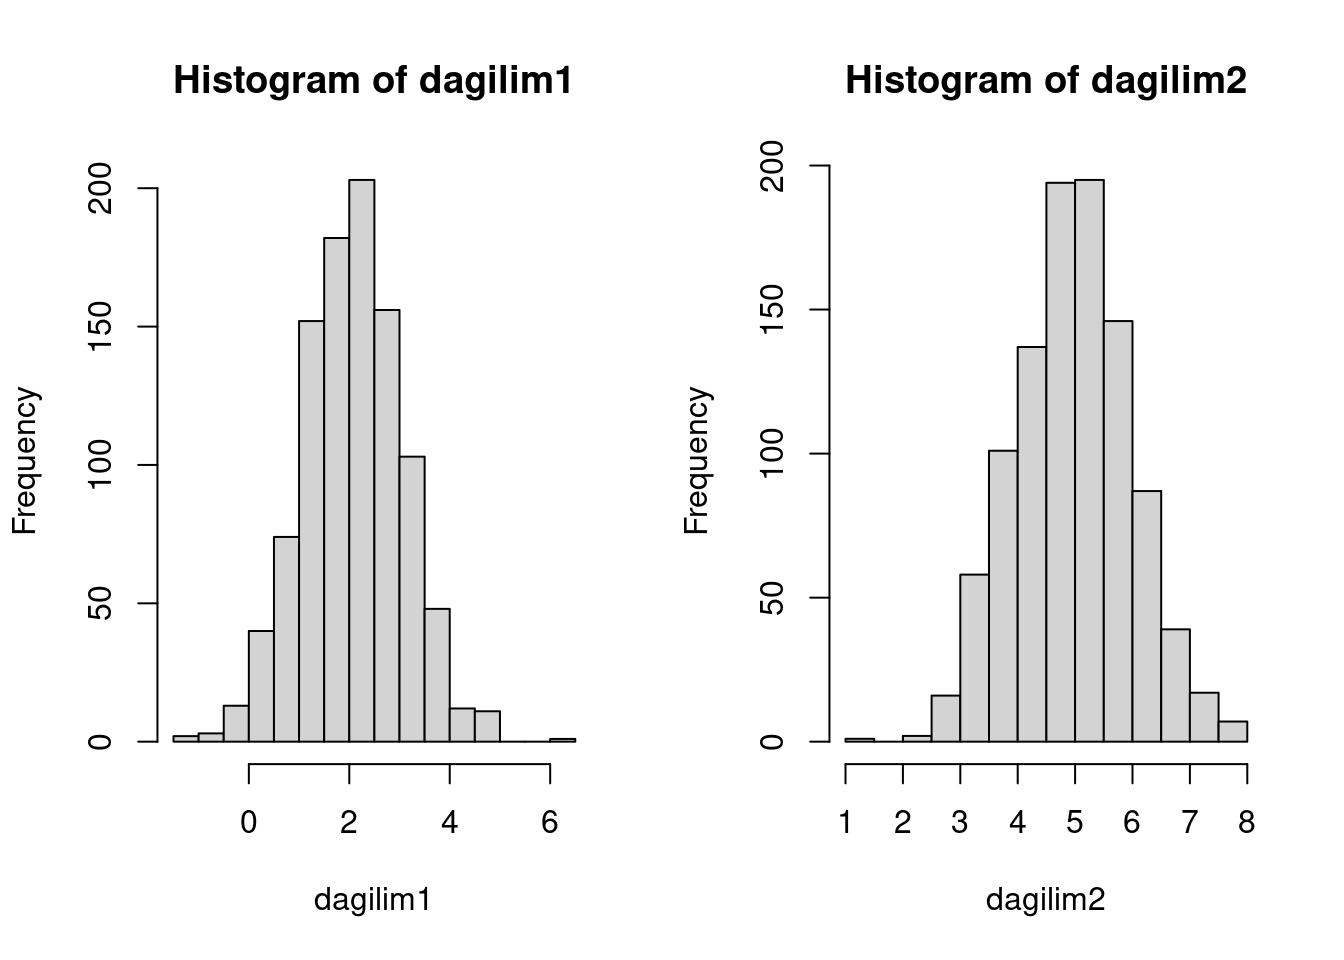 Histogram of dagilim1
Frequency
200
150
100
50
0
0 2 4 6
dagilim1
Histogram of dagilim2
Frequency
200
150
100
50
0
1 2 3 4 5 6 7 8
dagilim2